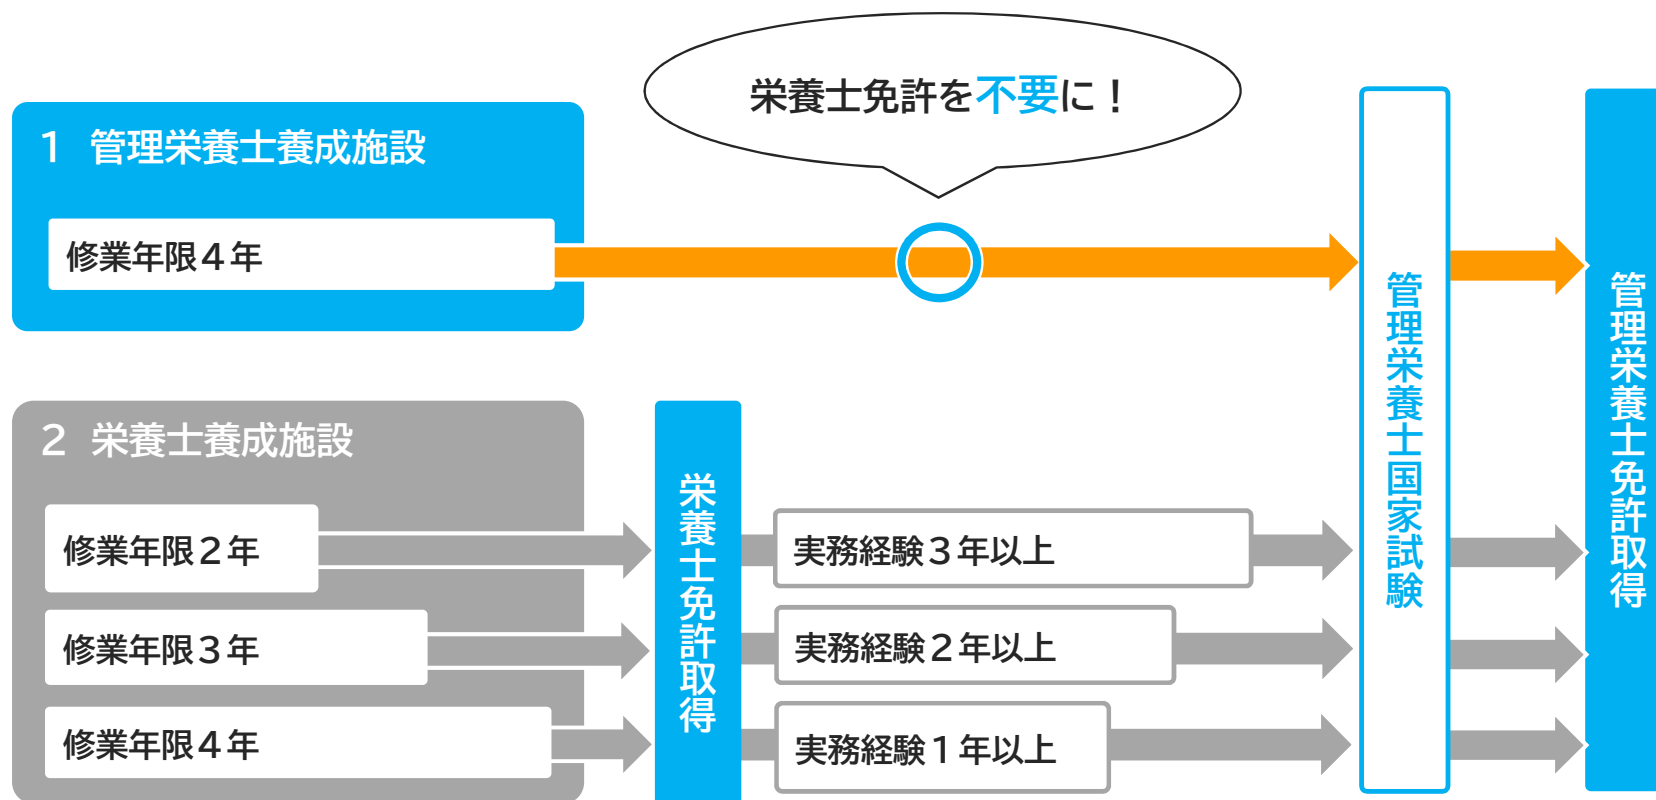 栄養士免許を不要に！
1 管理栄養士養成施設
修業年限４年
2 栄養士養成施設
修業年限２年
修業年限３年
修業年限４年
栄養士免許取得
実務経験３年以上
実務経験２年以上
実務経験１年以上
管理栄養士国家試験
管理栄養士免許取得